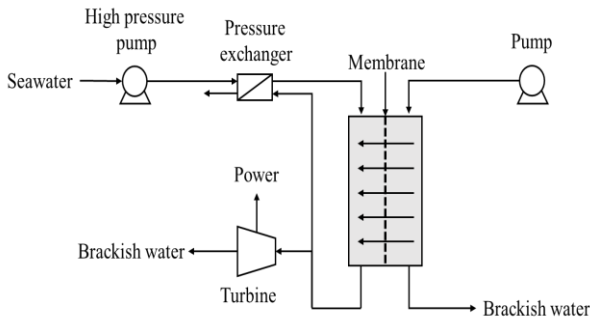 High pressure
pump
Pressure
exchanger
Pump
Membrane
Seawater
Power
Brackish water
Turbine
Brackish water